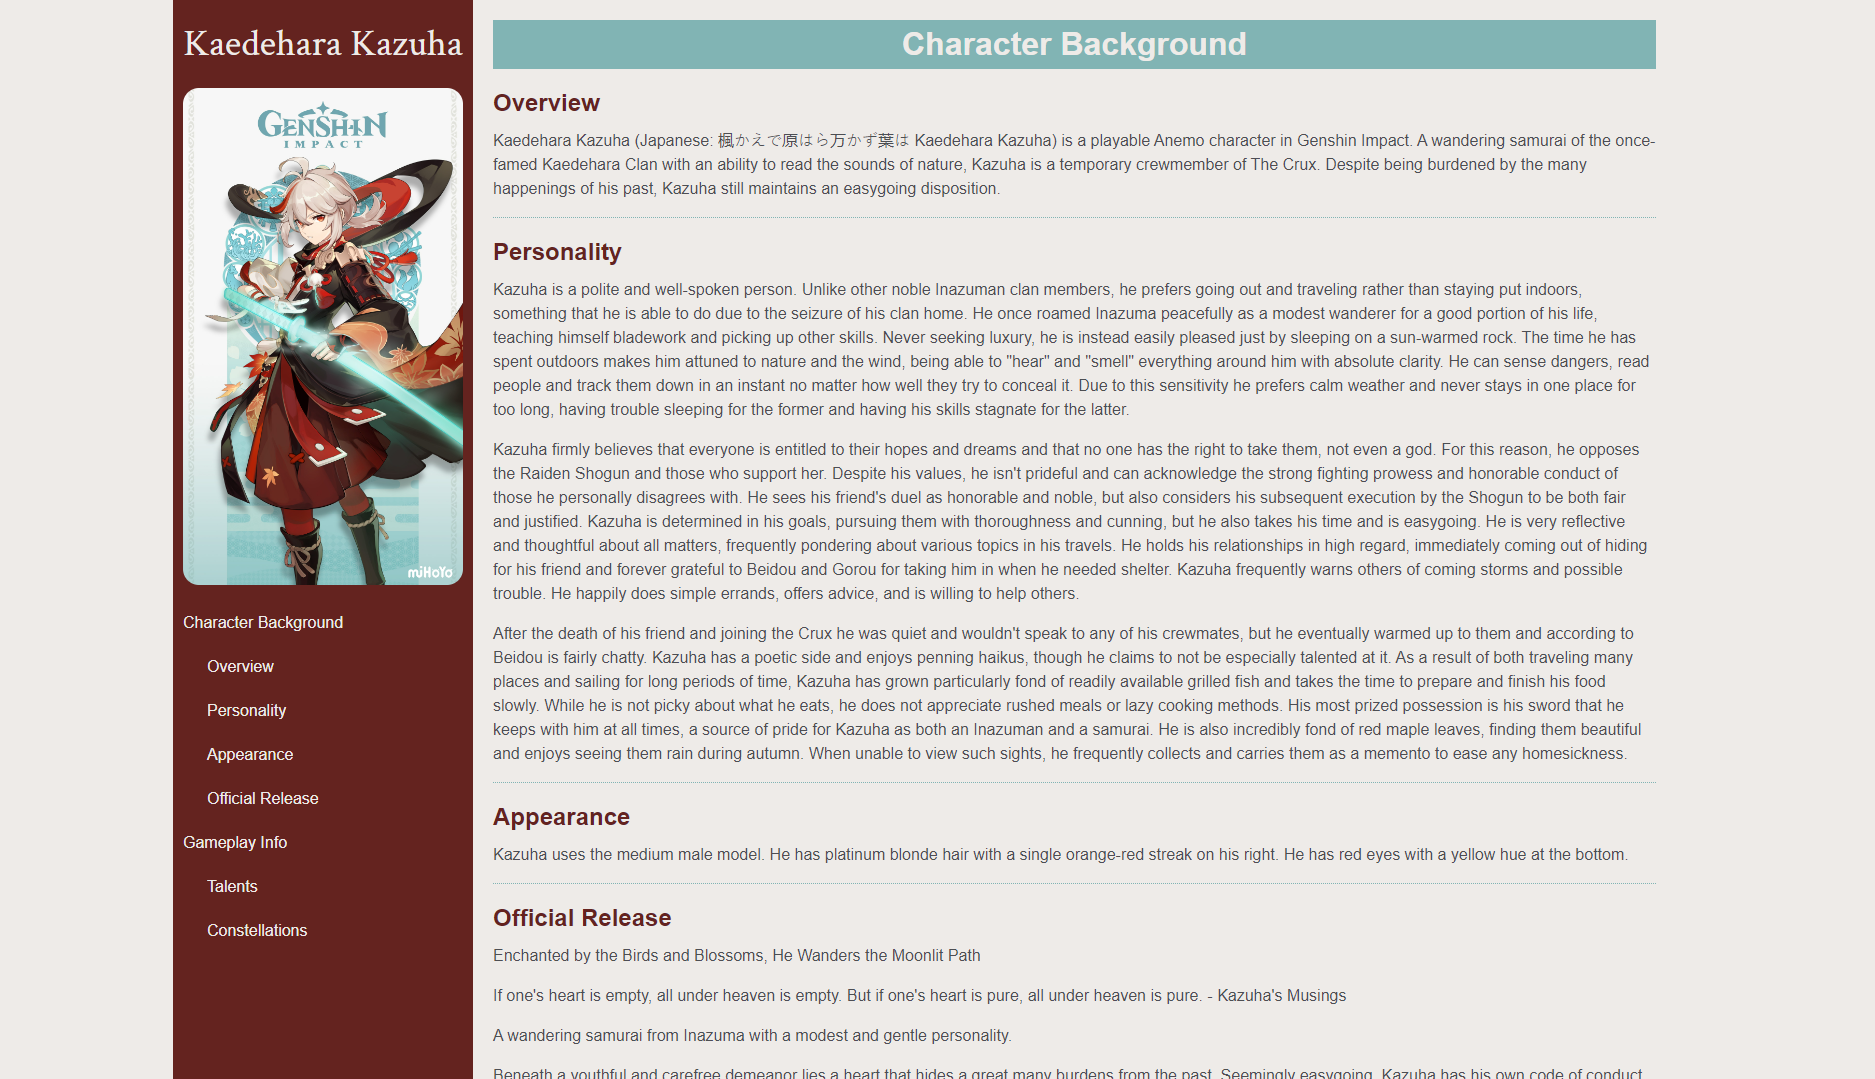 Kaedehara Kazuha
GENSHIN
IMPACT
miHoYo
Character Background
Overview
Personality
Appearance
Official Release
Gameplay Info
Talents
Constellations
Character Background
Overview
Kaedehara Kazuha (Japanese: 楓かえで原はら万かず葉は Kaedehara Kazuha) is a playable Anemo character in Genshin Impact. A wandering samurai of the once-
famed Kaedehara Clan with an ability to read the sounds of nature, Kazuha is a temporary crewmember of The Crux. Despite being burdened by the many
happenings of his past, Kazuha still maintains an easygoing disposition.
Personality
Kazuha is a polite and well-spoken person. Unlike other noble Inazuman clan members, he prefers going out and traveling rather than staying put indoors,
something that he is able to do due to the seizure of his clan home. He once roamed Inazuma peacefully as a modest wanderer for a good portion of his life,
teaching himself bladework and picking up other skills. Never seeking luxury, he is instead easily pleased just by sleeping on a sun-warmed rock. The time he has
spent outdoors makes him attuned to nature and the wind, being able to "hear" and "smell" everything around him with absolute clarity. He can sense dangers, read
people and track them down in an instant no matter how well they try to conceal it. Due to this sensitivity he prefers calm weather and never stays in one place for
too long, having trouble sleeping for the former and having his skills stagnate for the latter.
Kazuha firmly believes that everyone is entitled to their hopes and dreams and that no one has the right to take them, not even a god. For this reason, he opposes
the Raiden Shogun and those who support her. Despite his values, he isn't prideful and can acknowledge the strong fighting prowess and honorable conduct of
those he personally disagrees with. He sees his friend's duel as honorable and noble, but also considers his subsequent execution by the Shogun to be both fair
and justified. Kazuha is determined in his goals, pursuing them with thoroughness and cunning, but he also takes his time and is easygoing. He is very reflective
and thoughtful about all matters, frequently pondering about various topics in his travels. He holds his relationships in high regard, immediately coming out of hiding
for his friend and forever grateful to Beidou and Gorou for taking him in when he needed shelter. Kazuha frequently warns others of coming storms and possible
trouble. He happily does simple errands, offers advice, and is willing to help others.
After the death of his friend and joining the Crux he was quiet and wouldn't speak to any of his crewmates, but he eventually warmed up to them and according to
Beidou is fairly chatty. Kazuha has a poetic side and enjoys penning haikus, though he claims to not be especially talented at it. As a result of both traveling many
places and sailing for long periods of time, Kazuha has grown particularly fond of readily available grilled fish and takes the time to prepare and finish his food
slowly. While he is not picky about what he eats, he does not appreciate rushed meals or lazy cooking methods. His most prized possession is his sword that he
keeps with him at all times, a source of pride for Kazuha as both an Inazuman and a samurai. He is also incredibly fond of red maple leaves, finding them beautiful
and enjoys seeing them rain during autumn. When unable to view such sights, he frequently collects and carries them as a memento to ease any homesickness.
Appearance
Kazuha uses the medium male model. He has platinum blonde hair with a single orange-red streak on his right. He has red eyes with a yellow hue at the bottom.
Official Release
Enchanted by the Birds and Blossoms, He Wanders the Moonlit Path
If one's heart is empty, all under heaven is empty. But if one's heart is pure, all under heaven is pure. - Kazuha's Musings
A wandering samurai from Inazuma with a modest and gentle personality.
Beneath a youthful and carefree demeanor lies a heart that hides a great many burdens from the past. Seemingly easygoing, Kazuha has his own code of conduct.